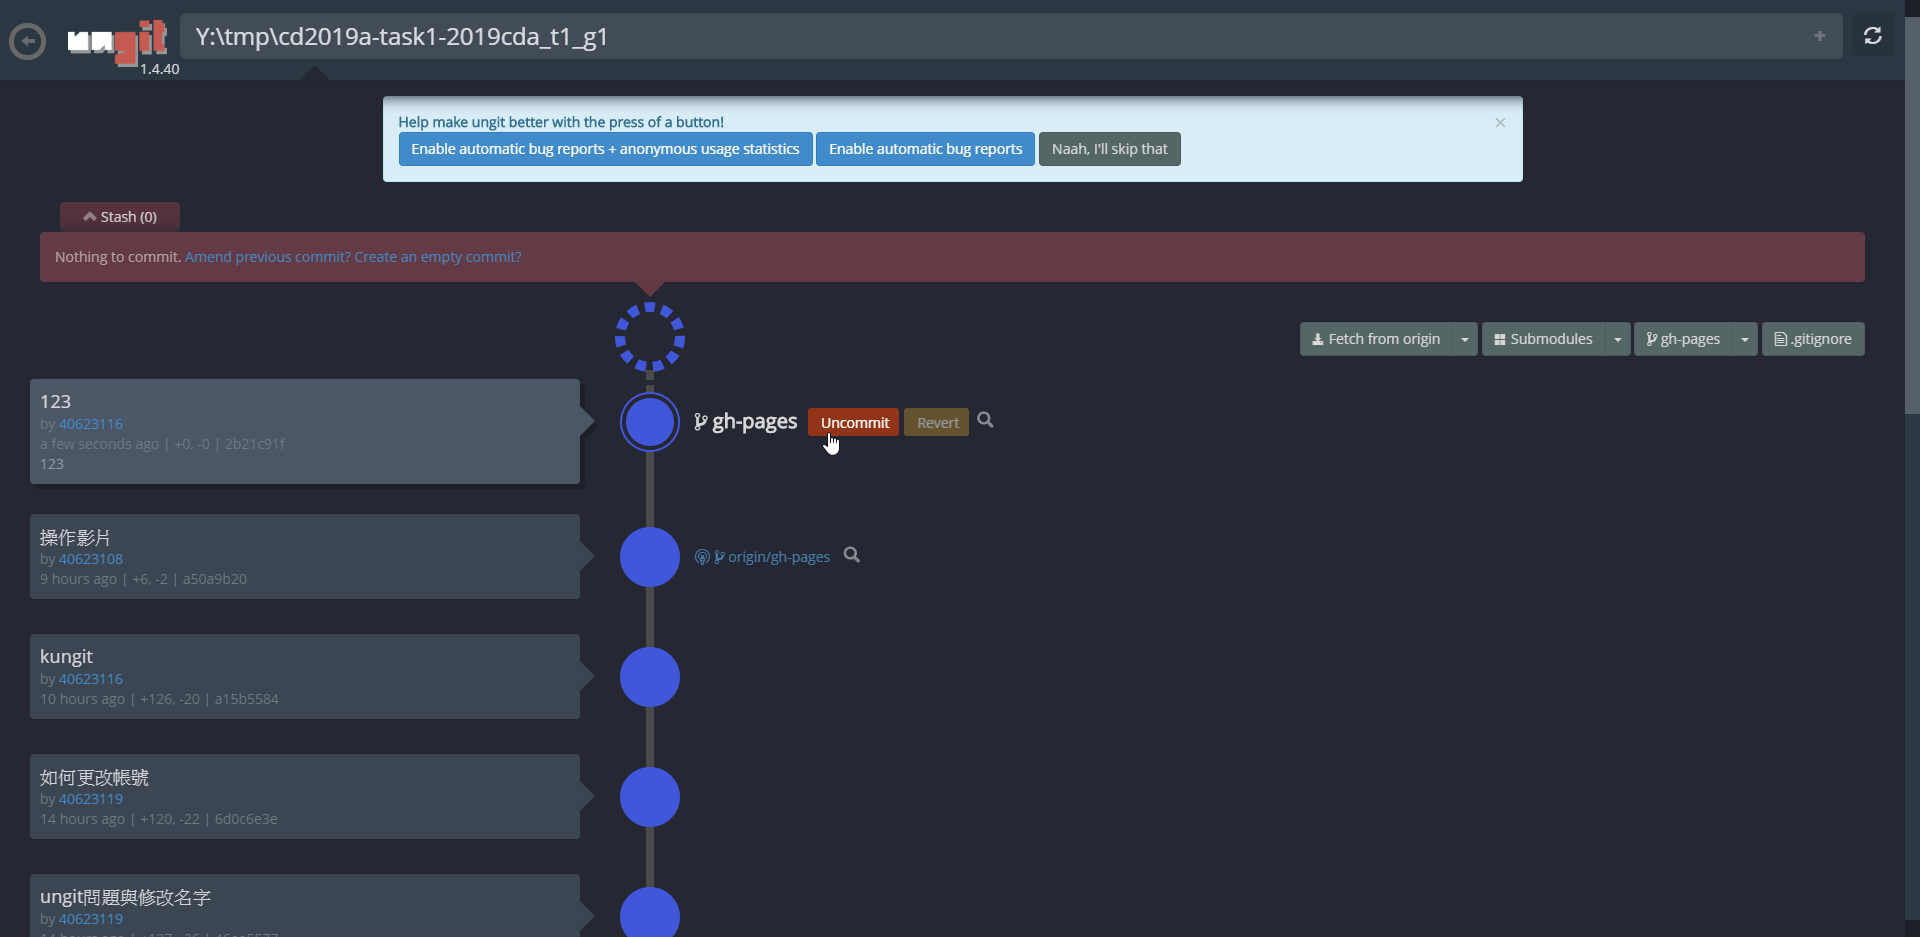 ungit
Y:\tmp\cd2019a-task1-2019cda_t1_g1
1.4.40
Help make ungit better with the press of a button!
Enable automatic bug reports + anonymous usage statistics Enable automatic bug reports Naah, I'll skip that
Stash (0)
Nothing to commit. Amend previous commit? Create an empty commit?
Fetch from origin Submodules gh-pages .gitignore
123
by 40623116
a few seconds ago | +0, -0 | 2b21c91f
123
gh-pages Uncommit Revert
操作影片
by 40623108
9 hours ago | +6, -2 | a50a9b20
origin/gh-pages
kungit
by 40623116
10 hours ago | +126, -20 | a15b5584
如何更改帳號
by 40623119
14 hours ago | +120, -22 | 6d0c6e3e
ungit問題與修改名字
by 40623119